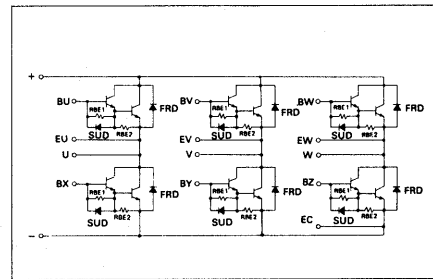 +
BU RBE1 RBE2 FRD SUD
BV RBE1 RBE2 FRD SUD
BW RBE1 RBE2 FRD SUD
EU EV EW
U V W
BX RBE1 RBE2 FRD SUD
BY RBE1 RBE2 FRD SUD
BZ RBE1 RBE2 FRD SUD
EC
-